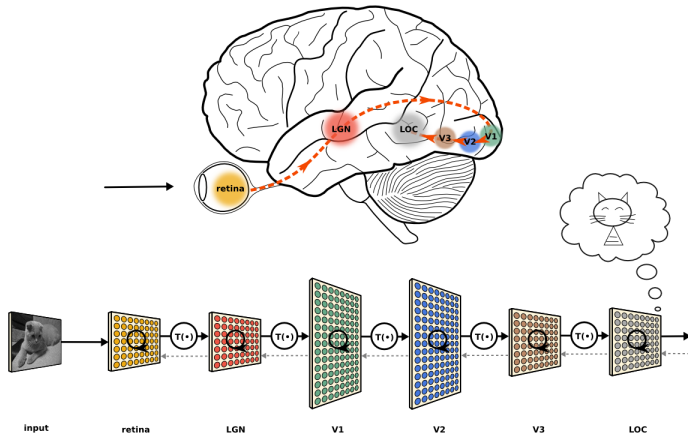 LGN
LOC
V3
V2
V1
retina
T(•)
T(•)
T(•)
T(•)
T(•)
input
retina
LGN
V1
V2
V3
LOC